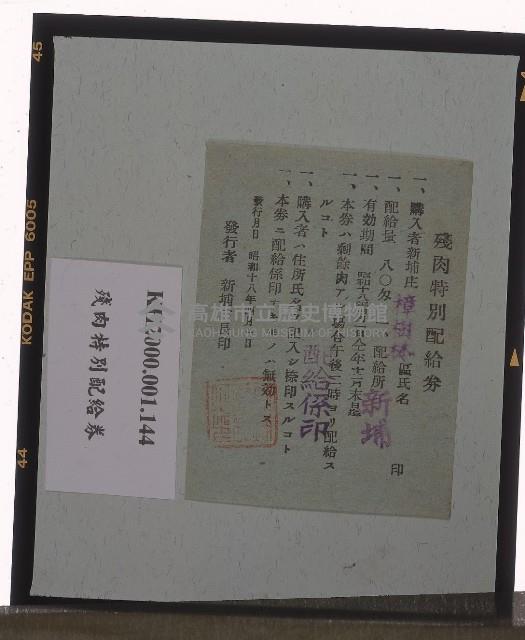 殘肉特別配給券
一、購入者新埔庄 樟樹林 區氏名 印
一、配給量 八〇匁 配給所 新埔
一、有効期間 昭和十八年
一、本券ハ剩餘肉アル場合午後二時ヨリ配給ス
ルコト
一、購入者ハ住所氏名ヲ記入シ捺印スルコト
一、本券ニ配給係印ナキモノハ無効トス
配給係印
發行月日 昭和十八年 月 日
發行者 新埔庄長印
000.001.144
殘肉特別配給券
高雄市立歷史博物館
KAOHSIUNG MUSEUM OF HISTORY
KODAK EPP 6005
45
44